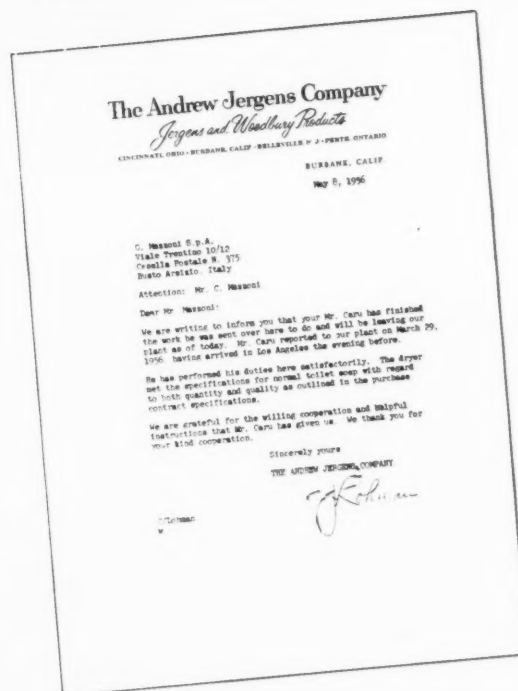 The Andrew Jergens Company
Jergens and Woodbury Products
CINCINNATI, OHIO · BURBANK, CALIF · BELLEVILLE, N J · PERTH, ONTARIO
BURBANK, CALIF
May 8, 1956
G. Mazzoni S.p.A.
Viale Trentino 10/12
Casella Postale N. 375
Busto Arsizio, Italy
Attention: Mr. C. Mazzoni
Dear Mr Mazzoni:
We are writing to inform you that your Mr. Caru has finished
the work he was sent over here to do and will be leaving our
plant as of today. Mr. Caru reported to our plant on March 29,
1956 having arrived in Los Angeles the evening before.
He has performed his duties here satisfactorily. The dryer
met the specifications for normal toilet soap with regard
to both quantity and quality as outlined in the purchase
contract specifications.
We are grateful for the willing cooperation and helpful
instructions that Mr. Caru has given us. We thank you for
your kind cooperation.
Sincerely yours
THE ANDREW JERGENS COMPANY
w